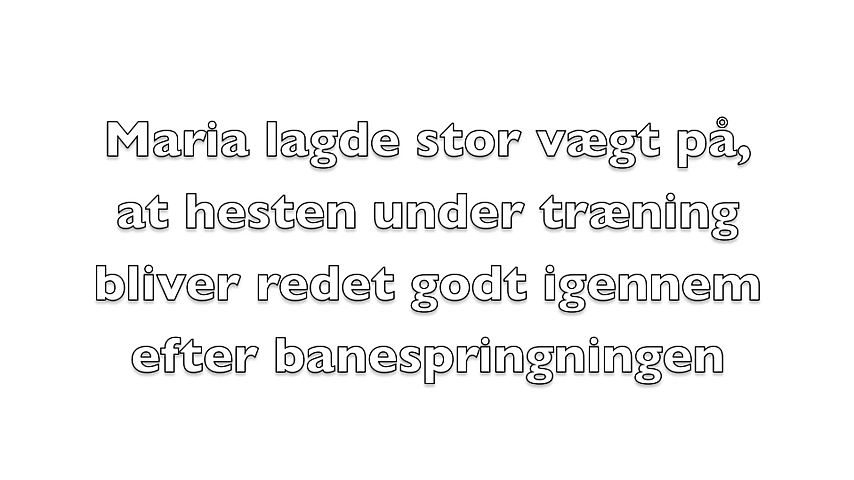 Maria lagde stor vægt på,
at hesten under træning
bliver redet godt igennem
efter banespringningen